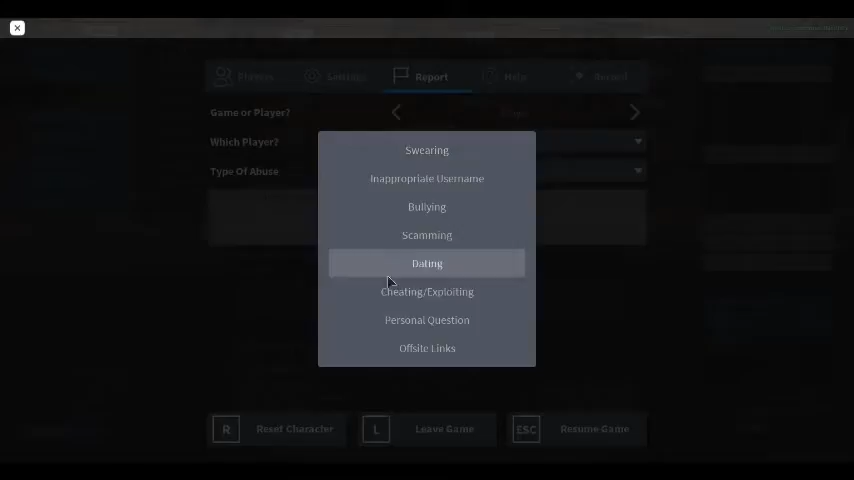 Players
Settings
Report
Help
Record
Game or Player?
Which Player?
Type Of Abuse
Swearing
Inappropriate Username
Bullying
Scamming
Dating
Cheating/Exploiting
Personal Question
Offsite Links
R Reset Character
L Leave Game
ESC Resume Game